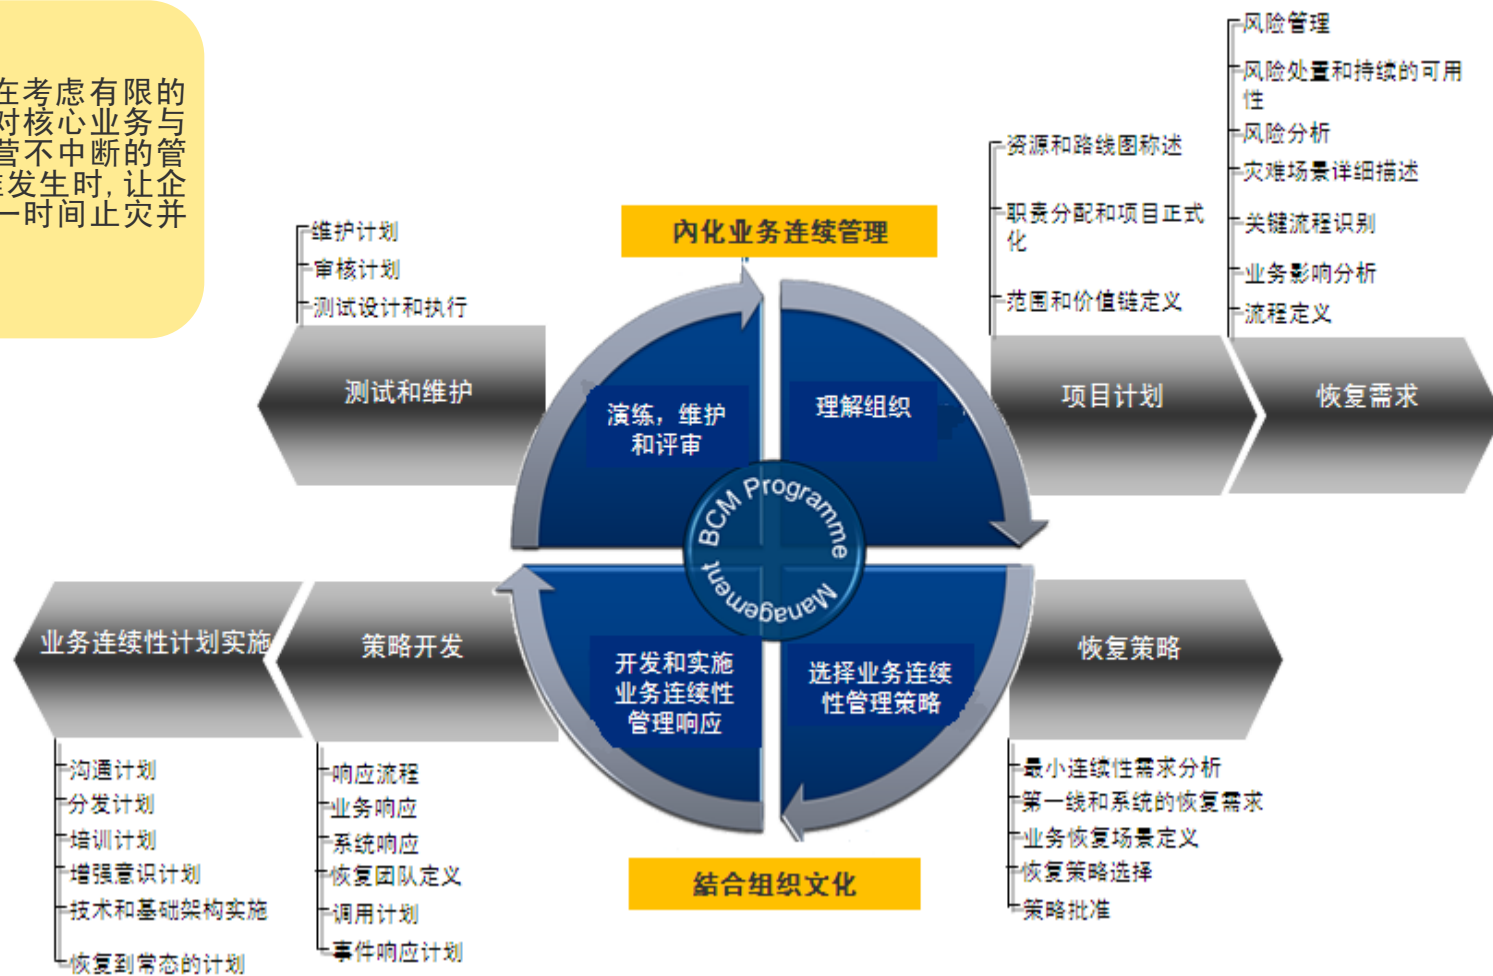 在考虑有限的
对核心业务与
营不中断的管
发生时,让企
一时间止灾并
风险管理
风险处置和持续的可用
性
风险分析
灾难场景详细描述
关键流程识别
业务影响分析
流程定义
资源和路线图称述
职责分配和项目正式
化
范围和价值链定义
维护计划
审核计划
测试设计和执行
内化业务连续管理
测试和维护
演练，维护
和评审
理解组织
项目计划
恢复需求
BCM Programme
Management
业务连续性计划实施
策略开发
开发和实施
业务连续性
管理响应
选择业务连续
性管理策略
恢复策略
沟通计划
分发计划
培训计划
增强意识计划
技术和基础架构实施
恢复到常态的计划
响应流程
业务响应
系统响应
恢复团队定义
调用计划
事件响应计划
結合组织文化
最小连续性需求分析
第一线和系统的恢复需求
业务恢复场景定义
恢复策略选择
策略批准